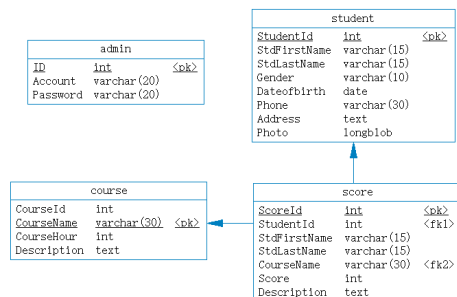 admin
ID int <pk>
Account varchar(20)
Password varchar(20)
student
StudentId int <pk>
StdFirstName varchar(15)
StdLastName varchar(15)
Gender varchar(10)
Dateofbirth date
Phone varchar(30)
Address text
Photo longblob
course
CourseId int
CourseName varchar(30) <pk>
CourseHour int
Description text
score
ScoreId int <pk>
StudentId int <fk1>
StdFirstName varchar(15)
StdLastName varchar(15)
CourseName varchar(30) <fk2>
Score int
Description text